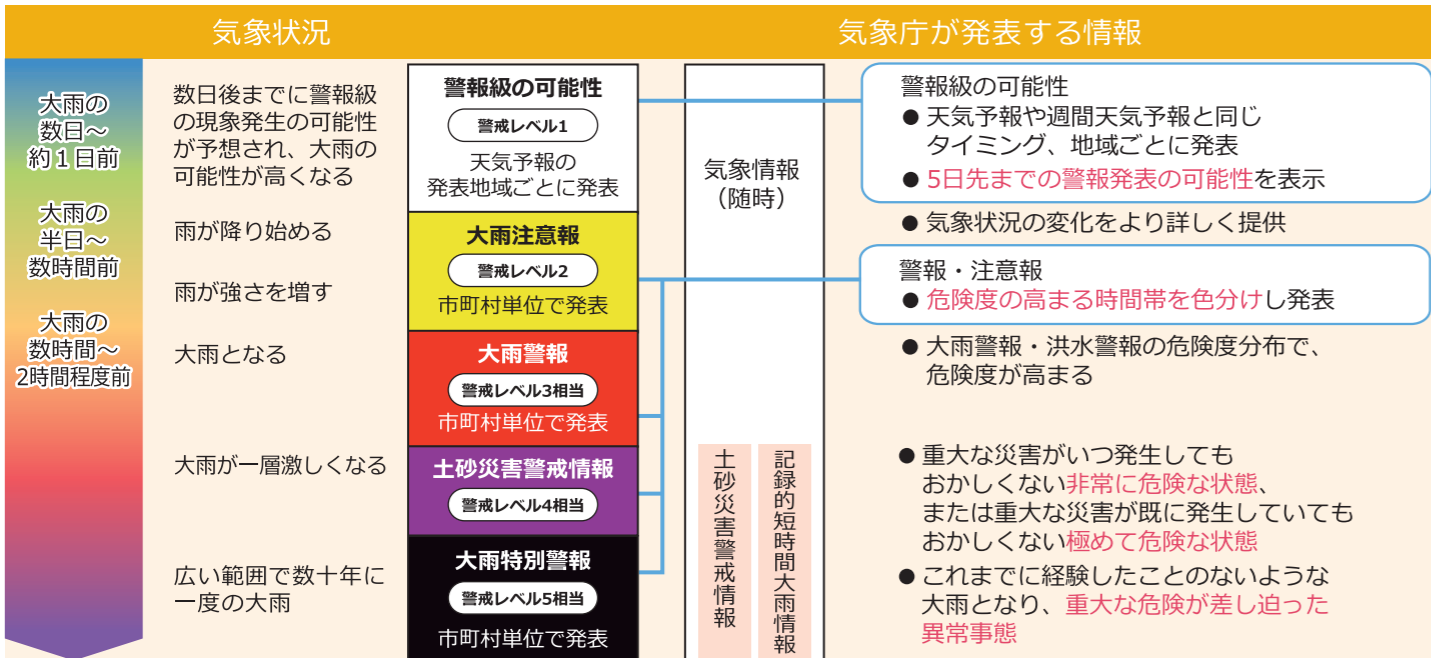 気象状況
気象庁が発表する情報
大雨の
数日～
約１日前
大雨の
半日～
数時間前
大雨の
数時間～
2時間程度前
数日後までに警報級
の現象発生の可能性
が予想され、大雨の
可能性が高くなる
雨が降り始める
雨が強さを増す
大雨となる
大雨が一層激しくなる
広い範囲で数十年に
一度の大雨
警報級の可能性
警戒レベル1
天気予報の
発表地域ごとに発表
大雨注意報
警戒レベル2
市町村単位で発表
大雨警報
警戒レベル3相当
市町村単位で発表
土砂災害警戒情報
警戒レベル4相当
大雨特別警報
警戒レベル5相当
市町村単位で発表
気象情報
（随時）
土砂災害警戒情報
記録的短時間大雨情報
警報級の可能性
● 天気予報や週間天気予報と同じ
タイミング、地域ごとに発表
● 5日先までの警報発表の可能性を表示
● 気象状況の変化をより詳しく提供
警報・注意報
● 危険度の高まる時間帯を色分けし発表
● 大雨警報・洪水警報の危険度分布で、
危険度が高まる
● 重大な災害がいつ発生しても
おかしくない非常に危険な状態、
または重大な災害が既に発生していても
おかしくない極めて危険な状態
● これまでに経験したことのないような
大雨となり、重大な危険が差し迫った
異常事態